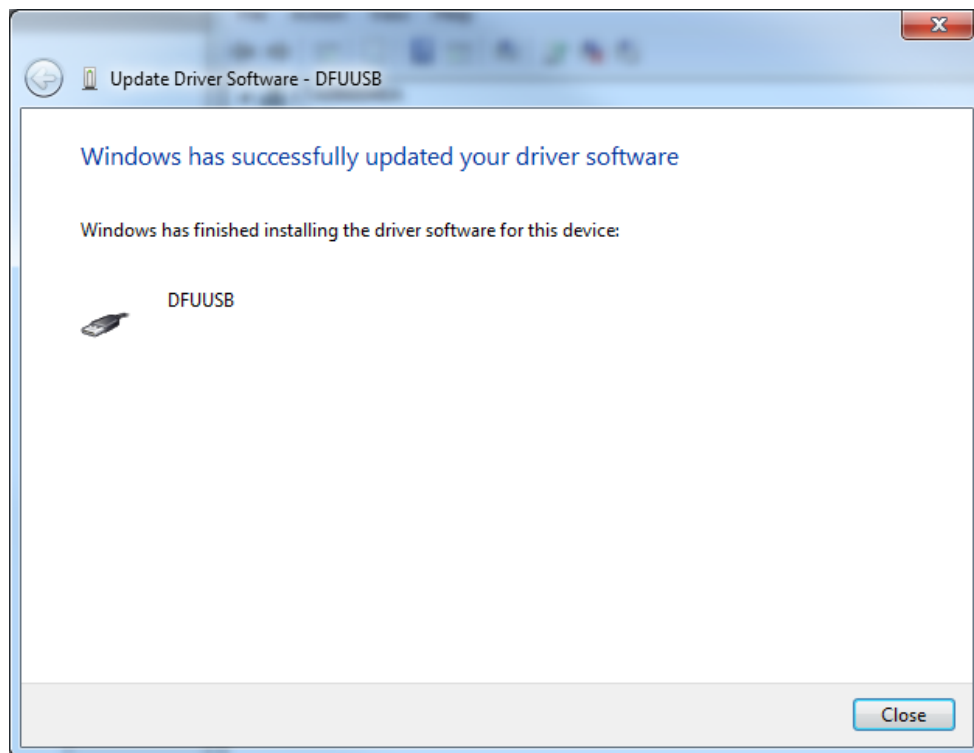 Update Driver Software - DFUUSB
Windows has successfully updated your driver software
Windows has finished installing the driver software for this device:
DFUUSB
Close